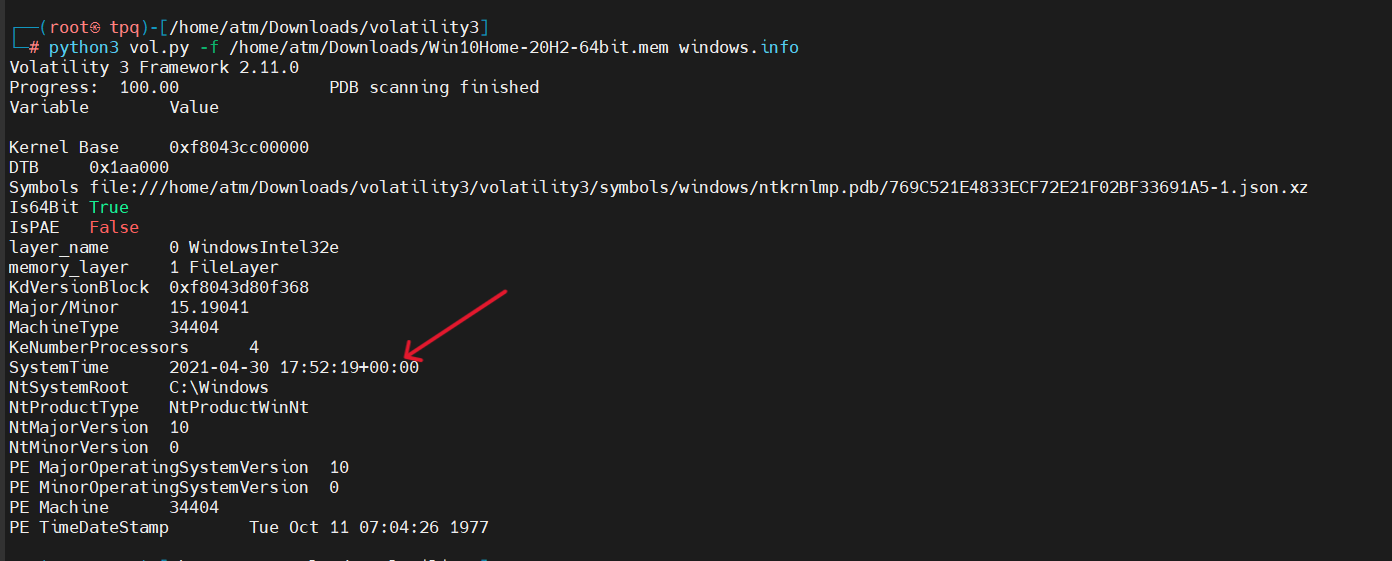 ┌──(root㉿ tpq)-[/home/atm/Downloads/volatility3]
└─# python3 vol.py -f /home/atm/Downloads/Win10Home-20H2-64bit.mem windows.info
Volatility 3 Framework 2.11.0
Progress:  100.00                     PDB scanning finished
Variable        Value
Kernel Base     0xf8043cc00000
DTB     0x1aa000
Symbols file:///home/atm/Downloads/volatility3/volatility3/symbols/windows/ntkrnlmp.pdb/769C521E4833ECF72E21F02BF33691A5-1.json.xz
Is64Bit True
IsPAE   False
layer_name      0 WindowsIntel32e
memory_layer    1 FileLayer
KdVersionBlock  0xf8043d80f368
Major/Minor     15.19041
MachineType     34404
KeNumberProcessors      4
SystemTime      2021-04-30 17:52:19+00:00
NtSystemRoot    C:\Windows
NtProductType   NtProductWinNt
NtMajorVersion  10
NtMinorVersion  0
PE MajorOperatingSystemVersion  10
PE MinorOperatingSystemVersion  0
PE Machine      34404
PE TimeDateStamp        Tue Oct 11 07:04:26 1977